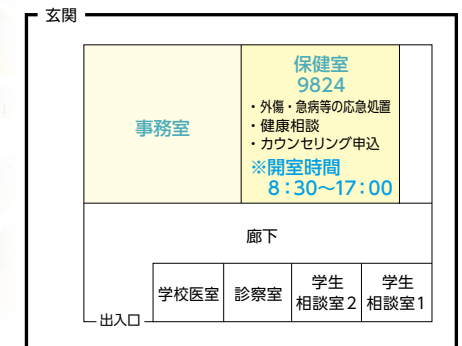 玄関
保健室
9824
・外傷・急病等の応急処置
・健康相談
・カウンセリング申込
※開室時間
8：30〜17：00
事務室
廊下
学校医室
診察室
学生
相談室2
学生
相談室1
出入口